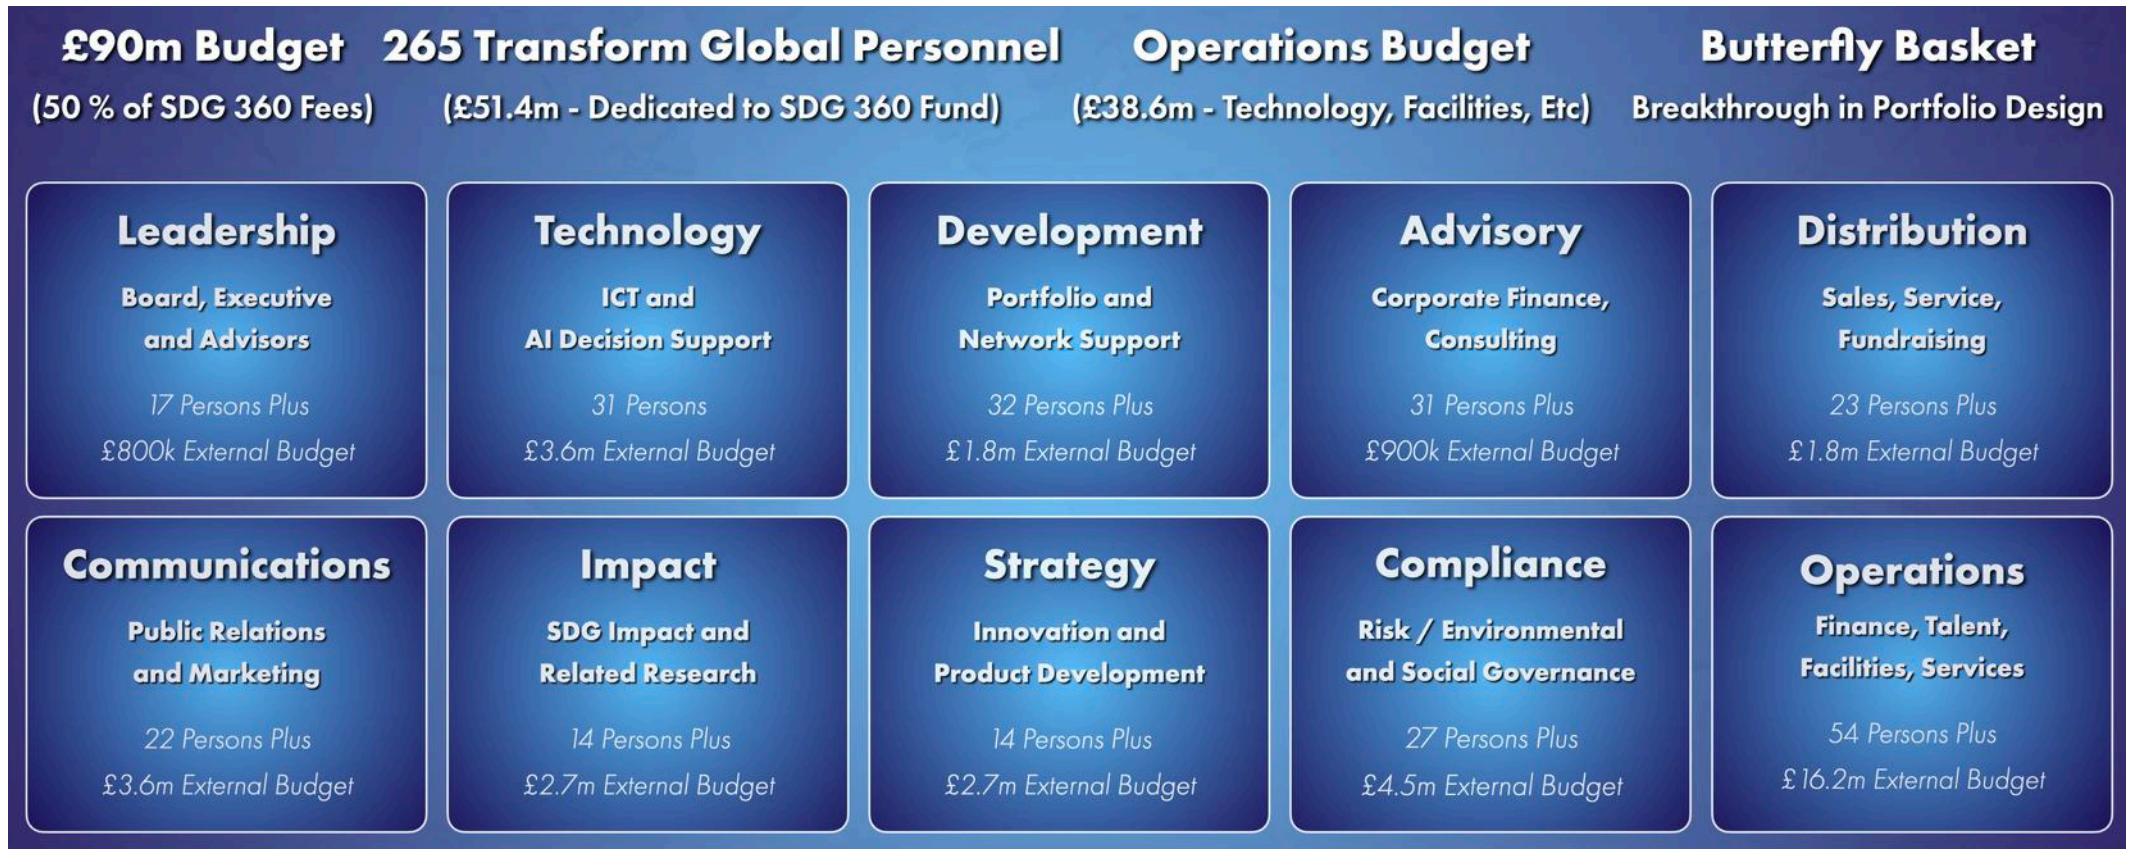 £90m Budget
(50 % of SDG 360 Fees)
265 Transform Global Personnel
(£51.4m - Dedicated to SDG 360 Fund)
Operations Budget
(£38.6m - Technology, Facilities, Etc)
Butterfly Basket
Breakthrough in Portfolio Design
Leadership
Board, Executive
and Advisors
17 Persons Plus
£800k External Budget
Technology
ICT and
AI Decision Support
31 Persons
£3.6m External Budget
Development
Portfolio and
Network Support
32 Persons Plus
£1.8m External Budget
Advisory
Corporate Finance,
Consulting
31 Persons Plus
£900k External Budget
Distribution
Sales, Service,
Fundraising
23 Persons Plus
£1.8m External Budget
Communications
Public Relations
and Marketing
22 Persons Plus
£3.6m External Budget
Impact
SDG Impact and
Related Research
14 Persons Plus
£2.7m External Budget
Strategy
Innovation and
Product Development
14 Persons Plus
£2.7m External Budget
Compliance
Risk / Environmental
and Social Governance
27 Persons Plus
£4.5m External Budget
Operations
Finance, Talent,
Facilities, Services
54 Persons Plus
£16.2m External Budget